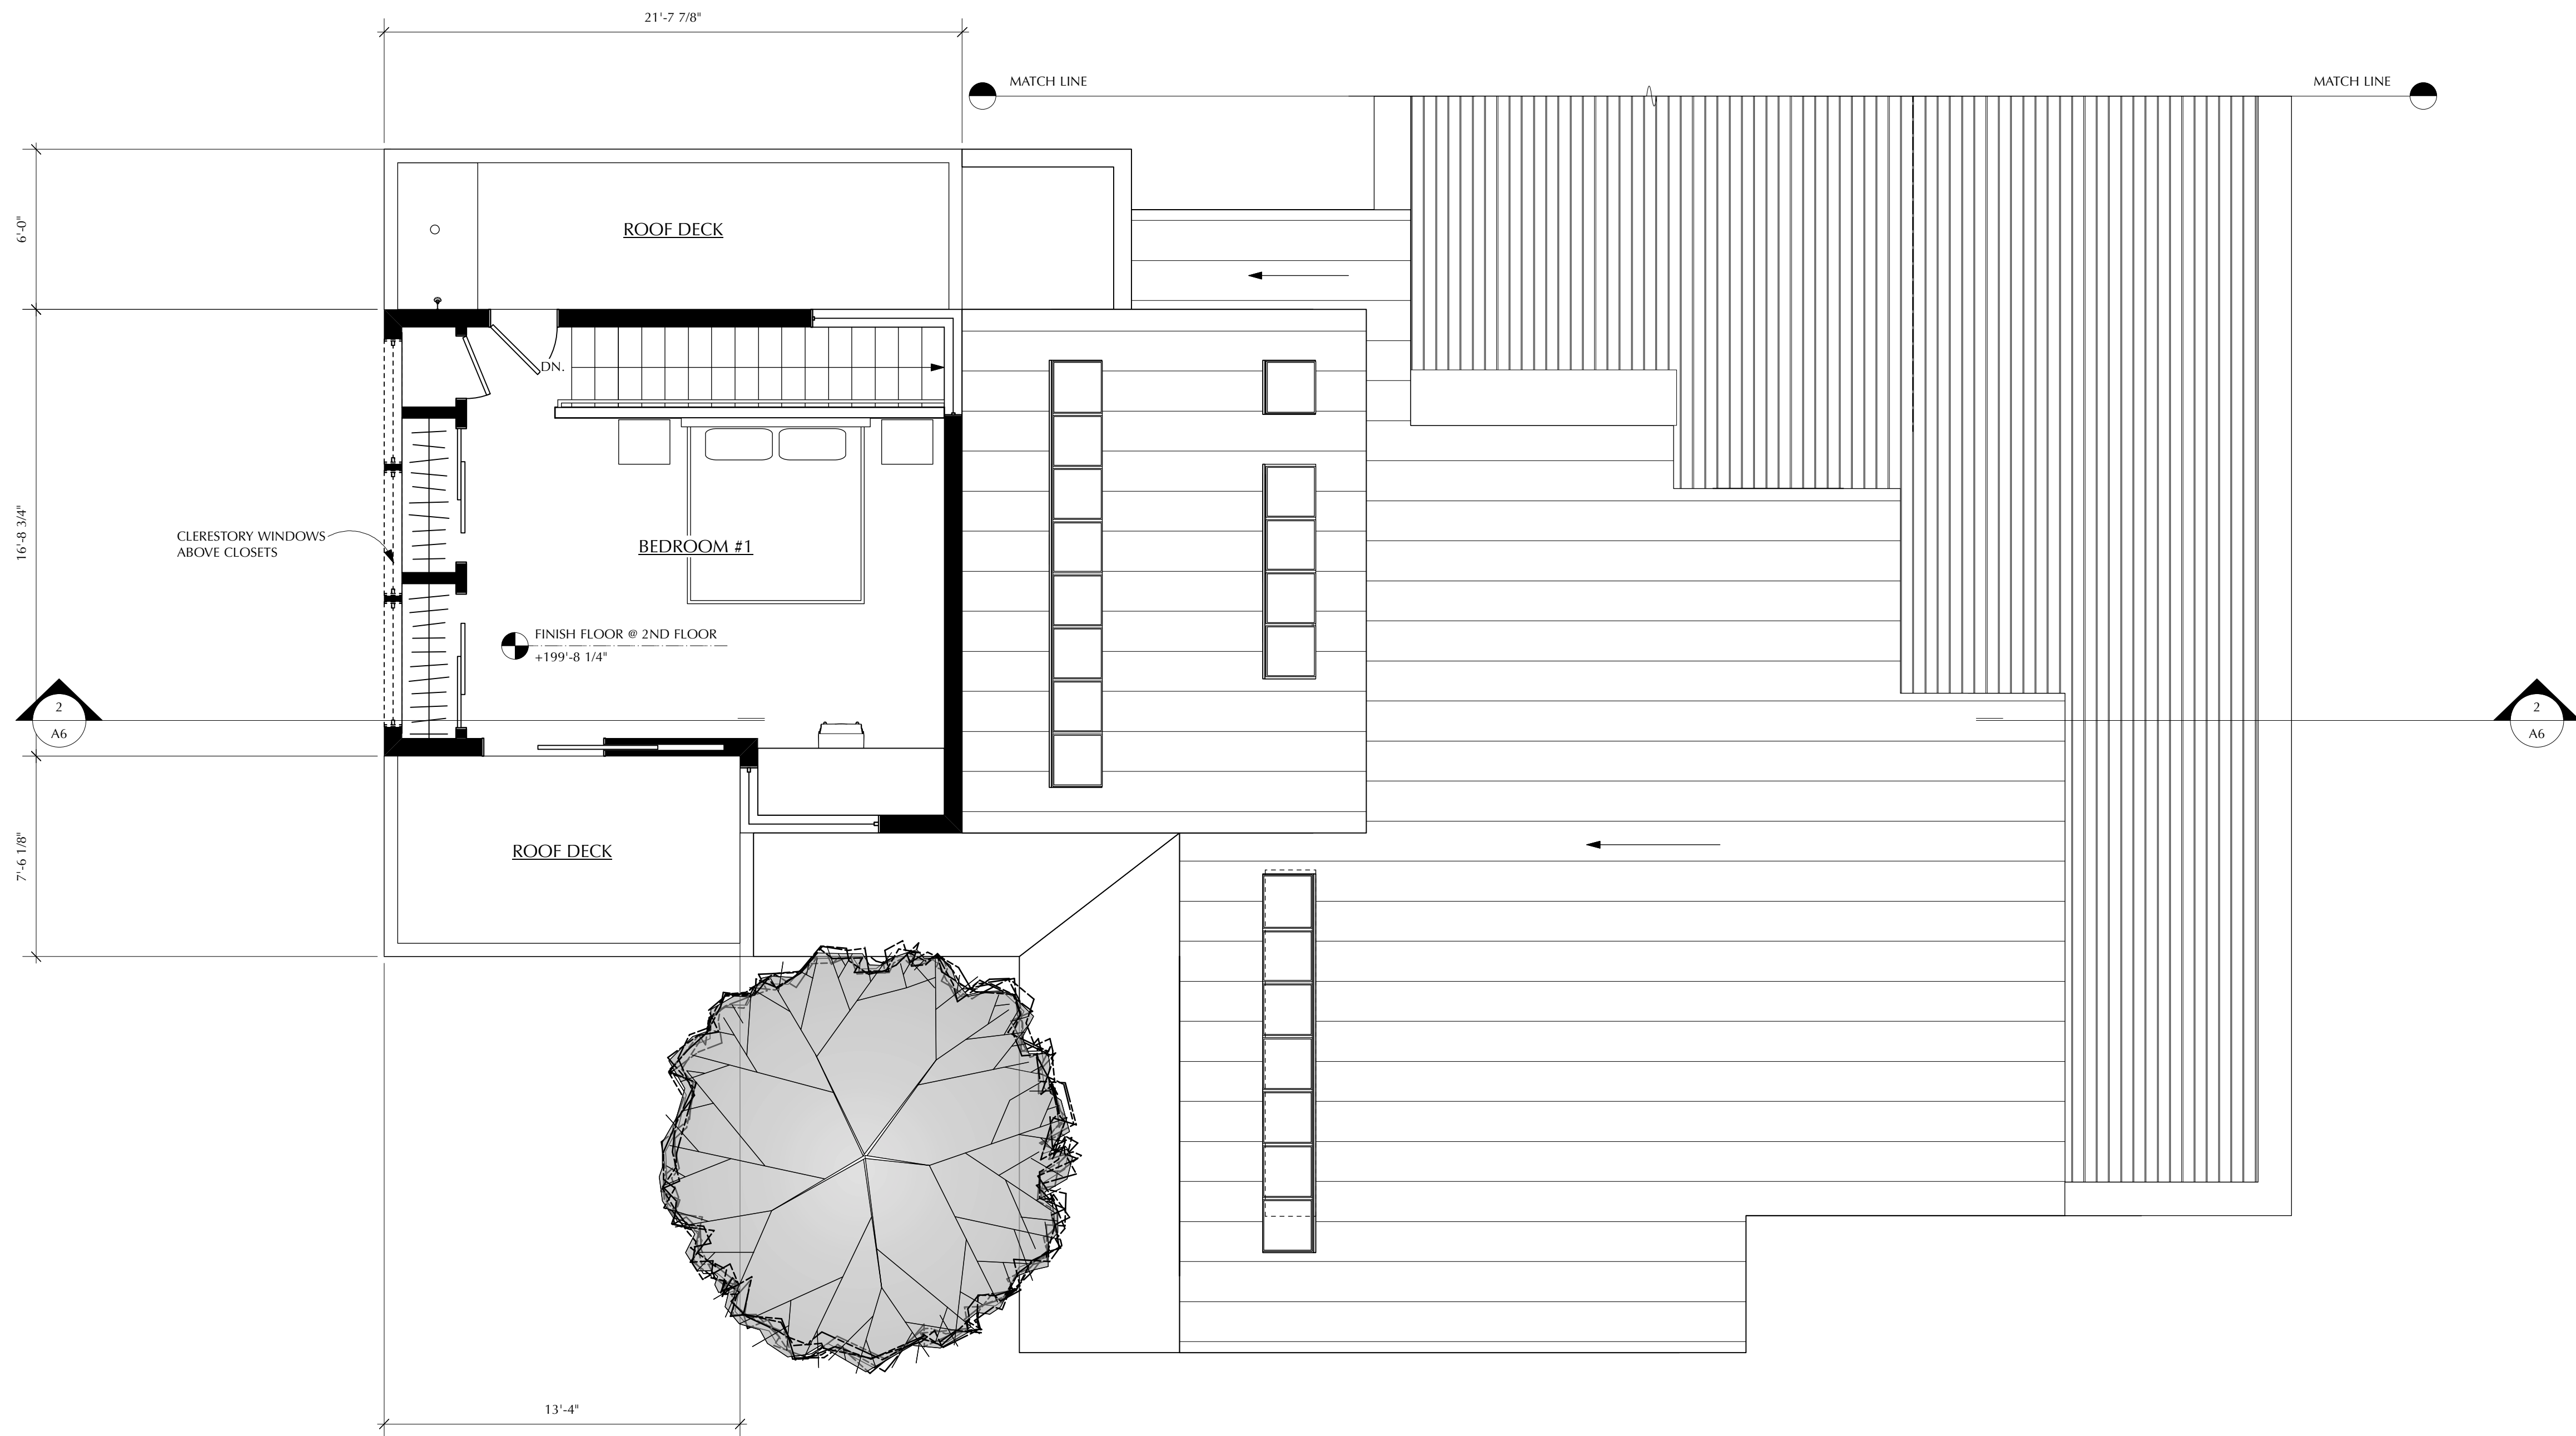 21'-7 7/8"
MATCH LINE
MATCH LINE
6'-0"
ROOF DECK
DN.
16'-8 3/4"
CLERESTORY WINDOWS
ABOVE CLOSETS
BEDROOM #1
FINISH FLOOR @ 2ND FLOOR
+199'-8 1/4"
2
A6
2
A6
7'-6 1/8"
ROOF DECK
13'-4"